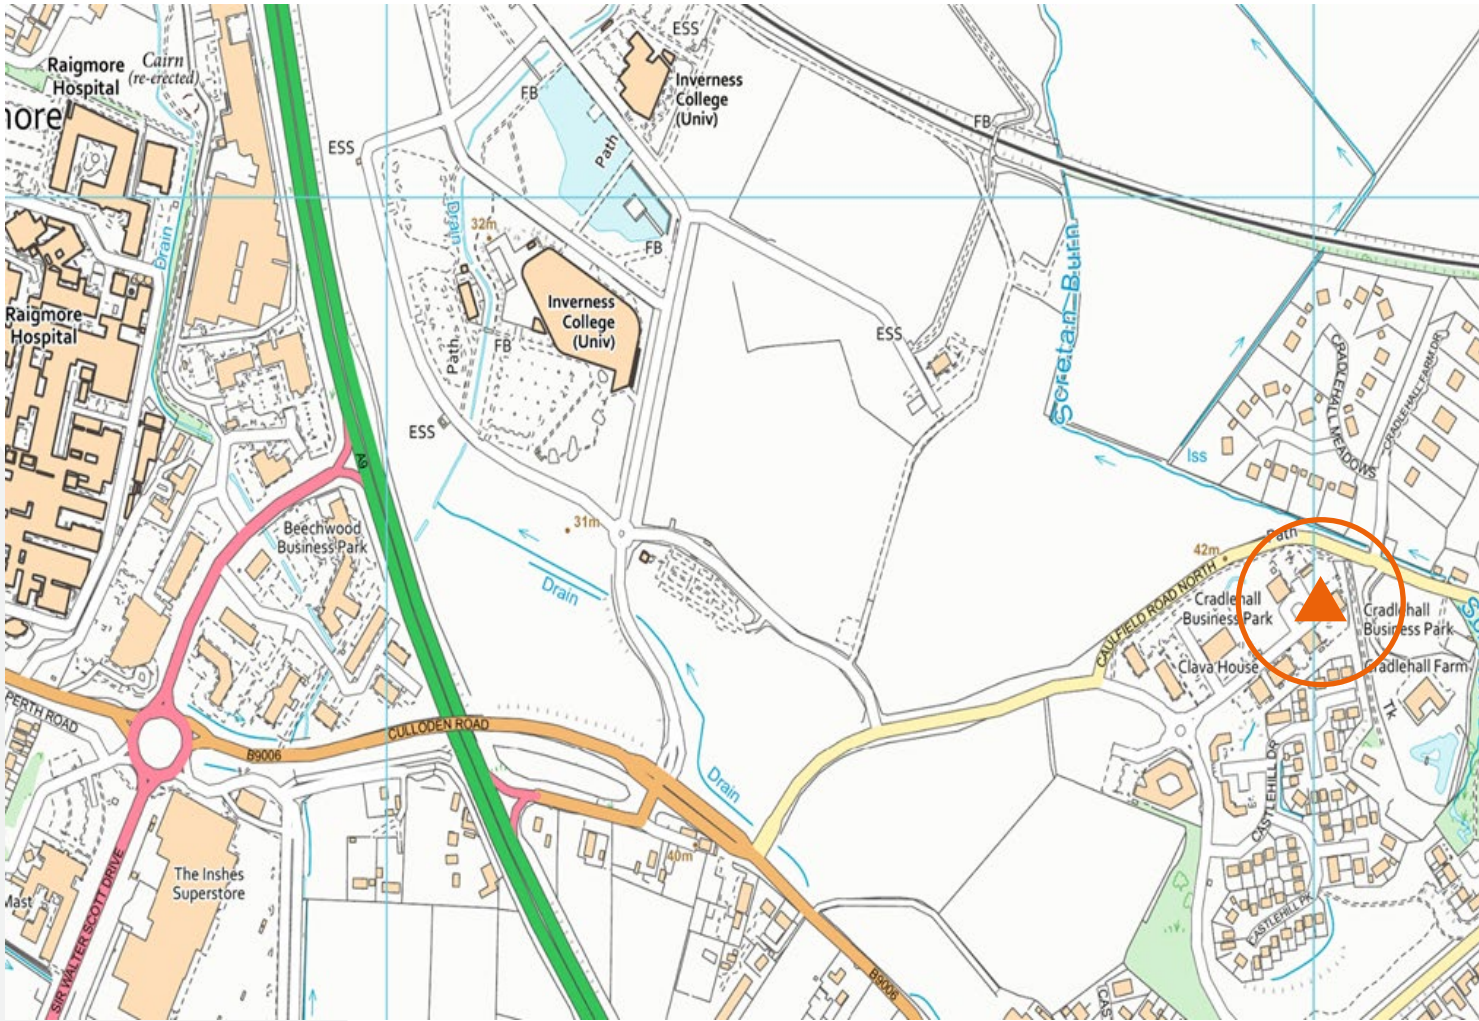 Raigmore
Hospital
Cairn
(re-erected)
ESS
Inverness
College
(Univ)
FB
ESS
Path
FB
Drain
Drain
32m
FB
Raigmore
Hospital
Inverness
College
(Univ)
Path
FB
ESS
Scretan Burn
ESS
CRADLEHALL MEADOWS
CRADLEHALL FARM DR
Iss
A9
Beechwood
Business Park
31m
Drain
Path
42m
CAULFIELD ROAD NORTH
Cradlehall
Business Park
Cradlehall
Business Park
Clava House
Cradlehall Farm
Tk
PERTH ROAD
CULLODEN ROAD
B9006
Drain
CASTLEHILL DR
40m
The Inshes
Superstore
Mast
SIR WALTER SCOTT DRIVE
CASTLEHILL PK
B9006